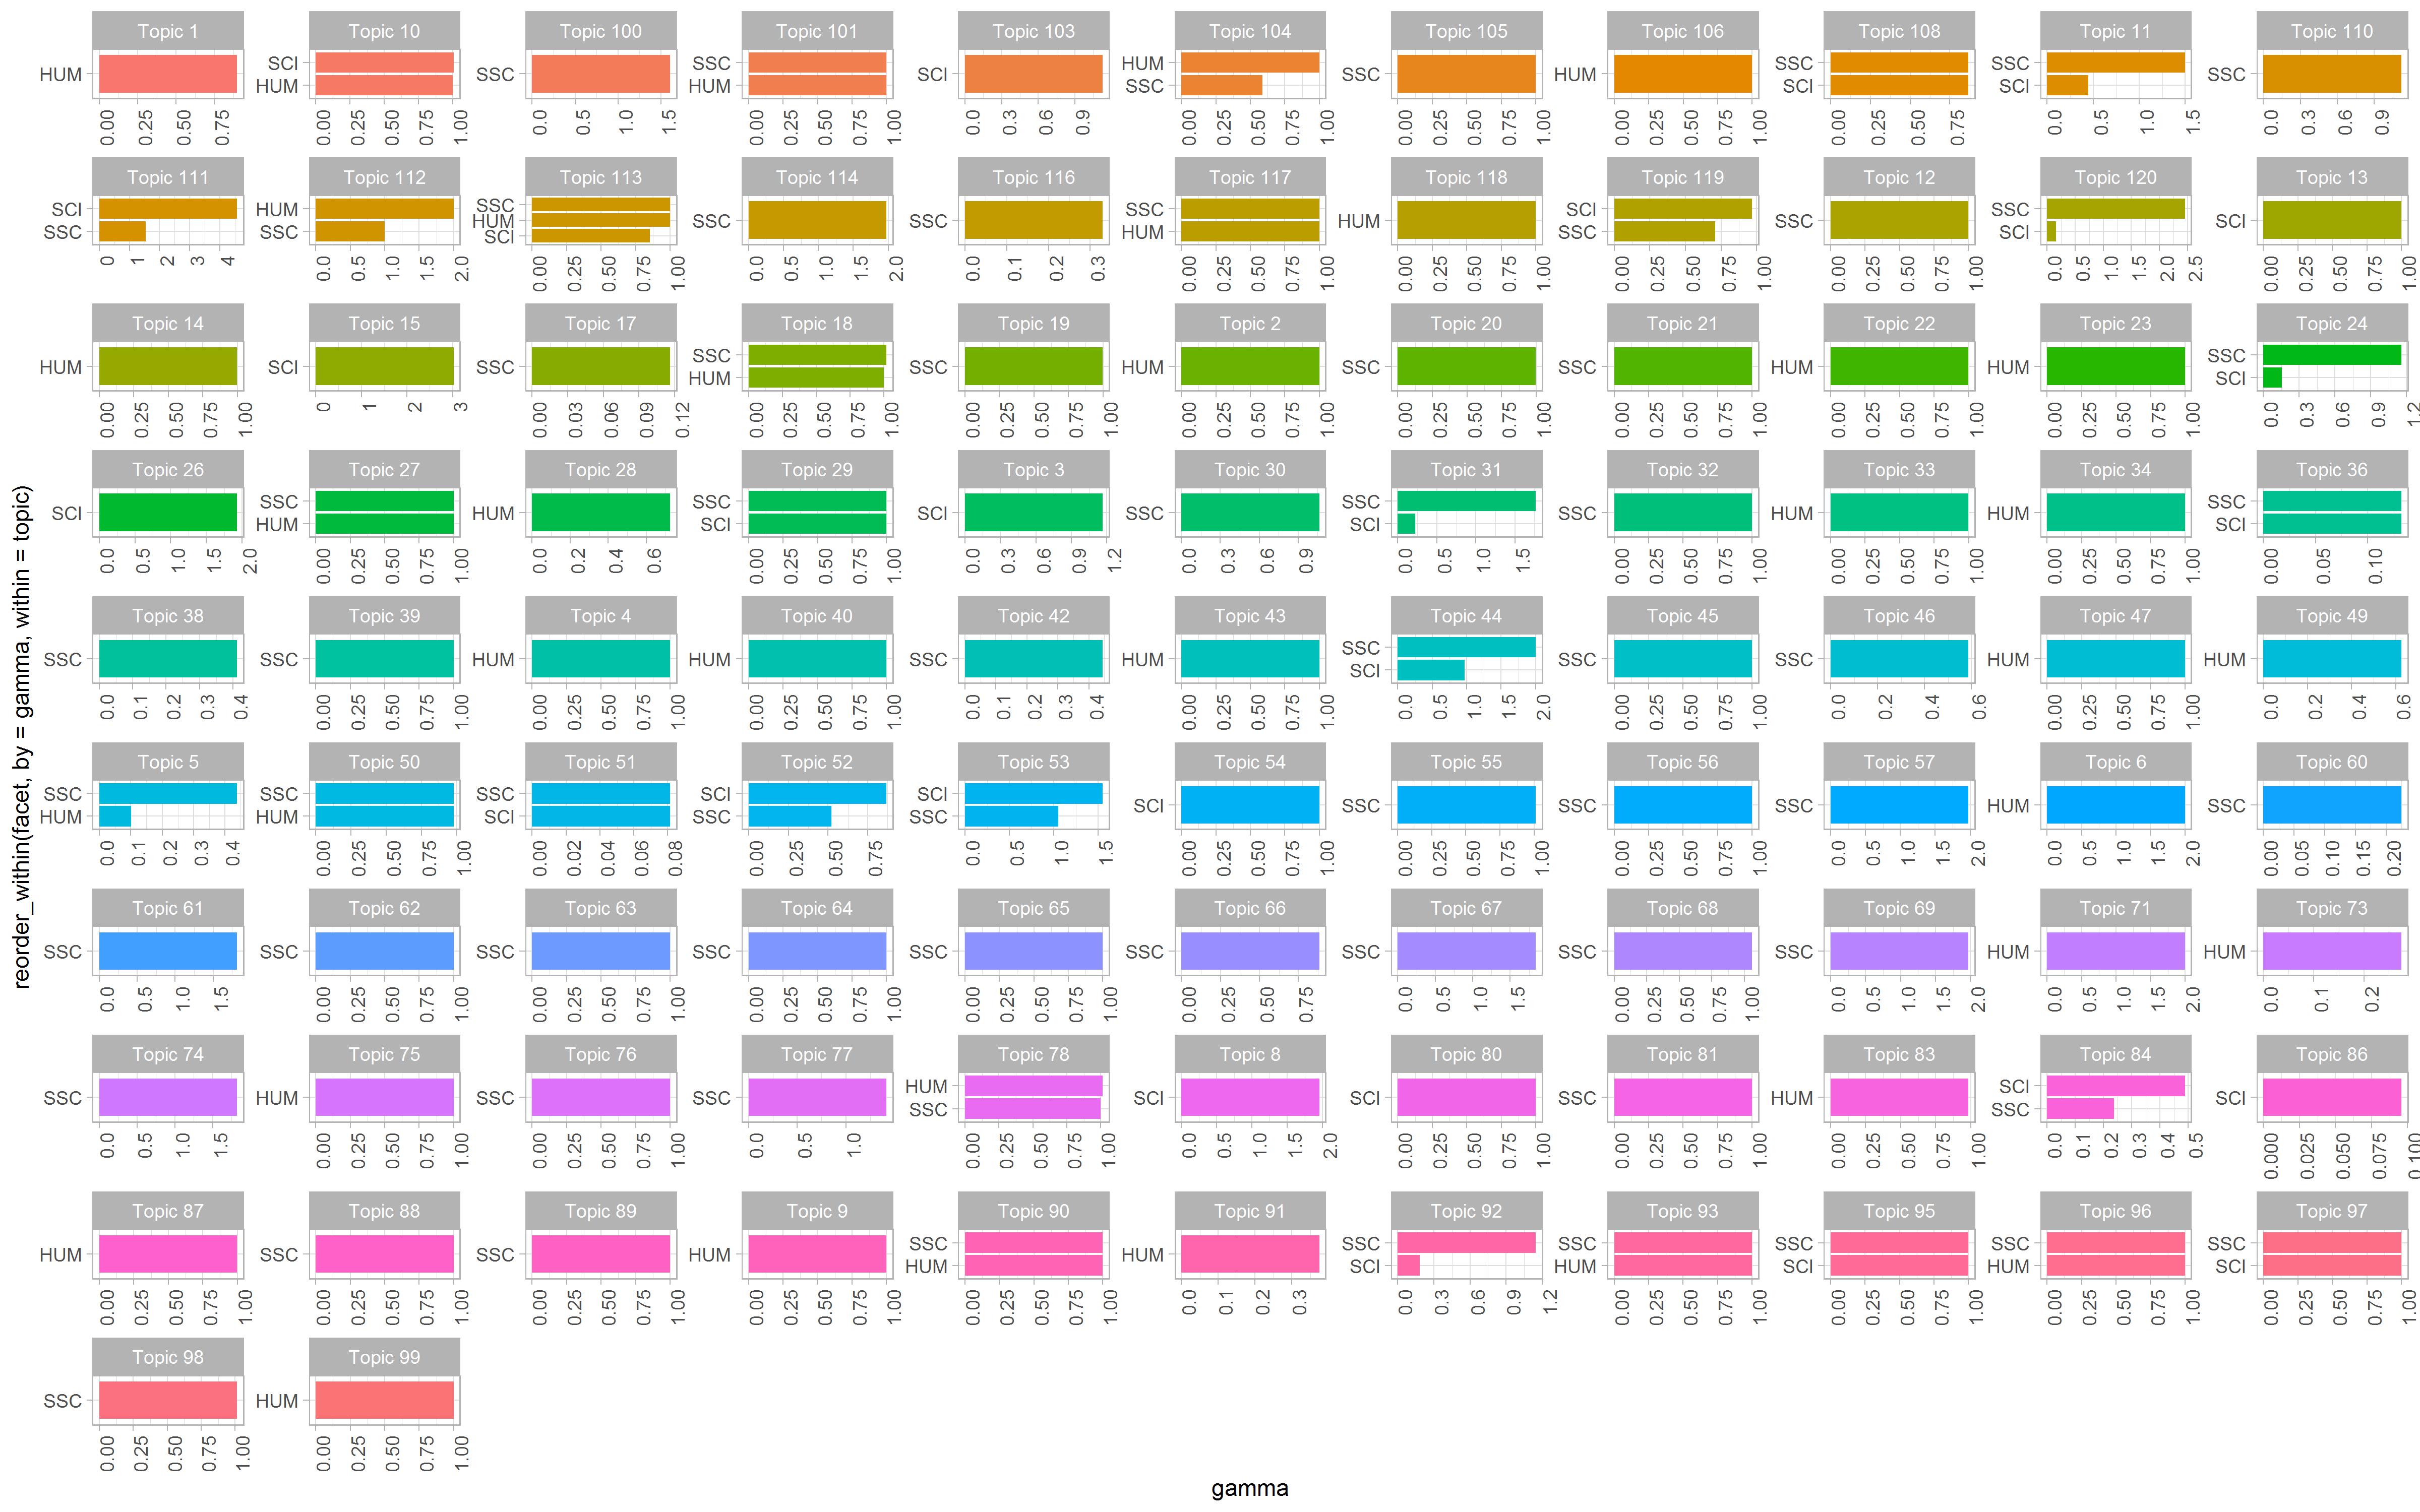 Topic 1 Topic 10 Topic 100 Topic 101 Topic 103 Topic 104 Topic 105 Topic 106 Topic 108 Topic 11 Topic 110
SCI SSC HUM SSC SSC
HUM SSC SCI SSC HUM SSC
HUM HUM SSC SCI SCI
0.00 0.25 0.50 0.75 0.00 0.25 0.50 0.75 1.00 0.0 0.5 1.0 1.5 0.00 0.25 0.50 0.75 1.00 0.0 0.3 0.6 0.9 0.00 0.25 0.50 0.75 1.00 0.00 0.25 0.50 0.75 1.00 0.00 0.25 0.50 0.75 1.00 0.00 0.25 0.50 0.75 0.0 0.5 1.0 1.5 0.0 0.3 0.6 0.9
Topic 111 Topic 112 Topic 113 Topic 114 Topic 116 Topic 117 Topic 118 Topic 119 Topic 12 Topic 120 Topic 13
SCI HUM SSC SSC SCI SSC
HUM SSC SSC HUM SSC SCI
SSC SSC SCI HUM SSC SCI
0 1 2 3 4 0.0 0.5 1.0 1.5 2.0 0.00 0.25 0.50 0.75 1.00 0.0 0.5 1.0 1.5 2.0 0.0 0.1 0.2 0.3 0.00 0.25 0.50 0.75 1.00 0.00 0.25 0.50 0.75 1.00 0.00 0.25 0.50 0.75 1.00 0.00 0.25 0.50 0.75 1.00 0.0 0.5 1.0 1.5 2.0 2.5 0.00 0.25 0.50 0.75 1.00
Topic 14 Topic 15 Topic 17 Topic 18 Topic 19 Topic 2 Topic 20 Topic 21 Topic 22 Topic 23 Topic 24
SSC SSC
HUM SCI SSC SSC HUM SSC SSC HUM HUM
HUM SCI
0.00 0.25 0.50 0.75 1.00 0 1 2 3 0.00 0.03 0.06 0.09 0.12 0.00 0.25 0.50 0.75 1.00 0.00 0.25 0.50 0.75 1.00 0.00 0.25 0.50 0.75 1.00 0.00 0.25 0.50 0.75 1.00 0.00 0.25 0.50 0.75 1.00 0.00 0.25 0.50 0.75 1.00 0.00 0.25 0.50 0.75 1.00 0.0 0.3 0.6 0.9 1.2
Topic 26 Topic 27 Topic 28 Topic 29 Topic 3 Topic 30 Topic 31 Topic 32 Topic 33 Topic 34 Topic 36
SSC SSC SSC SSC
SCI HUM SCI SSC SSC HUM HUM
HUM SCI SCI SCI
0.0 0.5 1.0 1.5 2.0 0.00 0.25 0.50 0.75 1.00 0.0 0.2 0.4 0.6 0.00 0.25 0.50 0.75 1.00 0.0 0.3 0.6 0.9 1.2 0.0 0.3 0.6 0.9 0.0 0.5 1.0 1.5 0.00 0.25 0.50 0.75 1.00 0.00 0.25 0.50 0.75 1.00 0.00 0.25 0.50 0.75 1.00 0.00 0.05 0.10
reorder_within(facet, by = gamma, within = topic)
Topic 38 Topic 39 Topic 4 Topic 40 Topic 42 Topic 43 Topic 44 Topic 45 Topic 46 Topic 47 Topic 49
SSC
SSC SSC HUM HUM SSC HUM SSC SSC HUM HUM
SCI
0.0 0.1 0.2 0.3 0.4 0.00 0.25 0.50 0.75 1.00 0.00 0.25 0.50 0.75 1.00 0.00 0.25 0.50 0.75 1.00 0.0 0.1 0.2 0.3 0.4 0.00 0.25 0.50 0.75 1.00 0.0 0.5 1.0 1.5 2.0 0.00 0.25 0.50 0.75 1.00 0.0 0.2 0.4 0.6 0.00 0.25 0.50 0.75 1.00 0.0 0.2 0.4 0.6
Topic 5 Topic 50 Topic 51 Topic 52 Topic 53 Topic 54 Topic 55 Topic 56 Topic 57 Topic 6 Topic 60
SSC SSC SSC SCI SCI
SCI SSC SSC SSC HUM SSC
HUM HUM SCI SSC SSC
0.0 0.1 0.2 0.3 0.4 0.00 0.25 0.50 0.75 1.00 0.00 0.02 0.04 0.06 0.08 0.00 0.25 0.50 0.75 0.0 0.5 1.0 1.5 0.00 0.25 0.50 0.75 1.00 0.00 0.25 0.50 0.75 1.00 0.00 0.25 0.50 0.75 1.00 0.0 0.5 1.0 1.5 2.0 0.0 0.5 1.0 1.5 2.0 0.00 0.05 0.10 0.15 0.20
Topic 61 Topic 62 Topic 63 Topic 64 Topic 65 Topic 66 Topic 67 Topic 68 Topic 69 Topic 71 Topic 73
SSC SSC SSC SSC SSC SSC SSC SSC SSC HUM HUM
0.0 0.5 1.0 1.5 0.00 0.25 0.50 0.75 1.00 0.00 0.25 0.50 0.75 1.00 0.00 0.25 0.50 0.75 1.00 0.00 0.25 0.50 0.75 1.00 0.00 0.25 0.50 0.75 0.0 0.5 1.0 1.5 0.00 0.25 0.50 0.75 1.00 0.0 0.5 1.0 1.5 2.0 0.0 0.5 1.0 1.5 2.0 0.0 0.1 0.2
Topic 74 Topic 75 Topic 76 Topic 77 Topic 78 Topic 8 Topic 80 Topic 81 Topic 83 Topic 84 Topic 86
HUM SCI
SSC HUM SSC SSC SCI SCI SSC HUM SCI
SSC SSC
0.0 0.5 1.0 1.5 0.00 0.25 0.50 0.75 1.00 0.00 0.25 0.50 0.75 1.00 0.0 0.5 1.0 0.00 0.25 0.50 0.75 1.00 0.0 0.5 1.0 1.5 2.0 0.00 0.25 0.50 0.75 1.00 0.00 0.25 0.50 0.75 1.00 0.00 0.25 0.50 0.75 1.00 0.0 0.1 0.2 0.3 0.4 0.5 0.000 0.025 0.050 0.075 0.100
Topic 87 Topic 88 Topic 89 Topic 9 Topic 90 Topic 91 Topic 92 Topic 93 Topic 95 Topic 96 Topic 97
SSC SSC SSC SSC SSC SSC
HUM SSC SSC HUM HUM
HUM SCI HUM SCI HUM SCI
0.00 0.25 0.50 0.75 1.00 0.00 0.25 0.50 0.75 1.00 0.00 0.25 0.50 0.75 1.00 0.00 0.25 0.50 0.75 1.00 0.00 0.25 0.50 0.75 1.00 0.0 0.1 0.2 0.3 0.0 0.3 0.6 0.9 1.2 0.00 0.25 0.50 0.75 1.00 0.00 0.25 0.50 0.75 1.00 0.00 0.25 0.50 0.75 1.00 0.00 0.25 0.50 0.75 1.00
Topic 98 Topic 99
SSC HUM
0.00 0.25 0.50 0.75 1.00 0.00 0.25 0.50 0.75 1.00
gamma